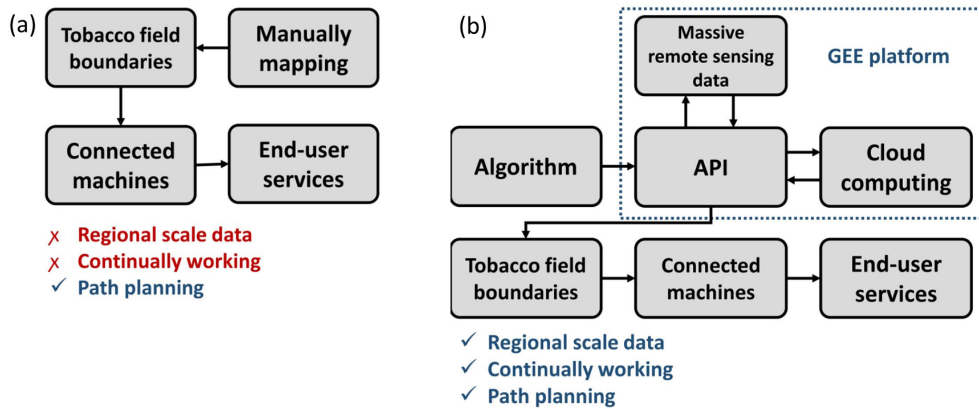 (a)
Tobacco field
boundaries
Manually
mapping
Connected
machines
End-user
services
✗ Regional scale data
✗ Continually working
✓ Path planning
(b)
Massive
remote sensing
data
GEE platform
Algorithm
API
Cloud
computing
Tobacco field
boundaries
Connected
machines
End-user
services
✓ Regional scale data
✓ Continually working
✓ Path planning